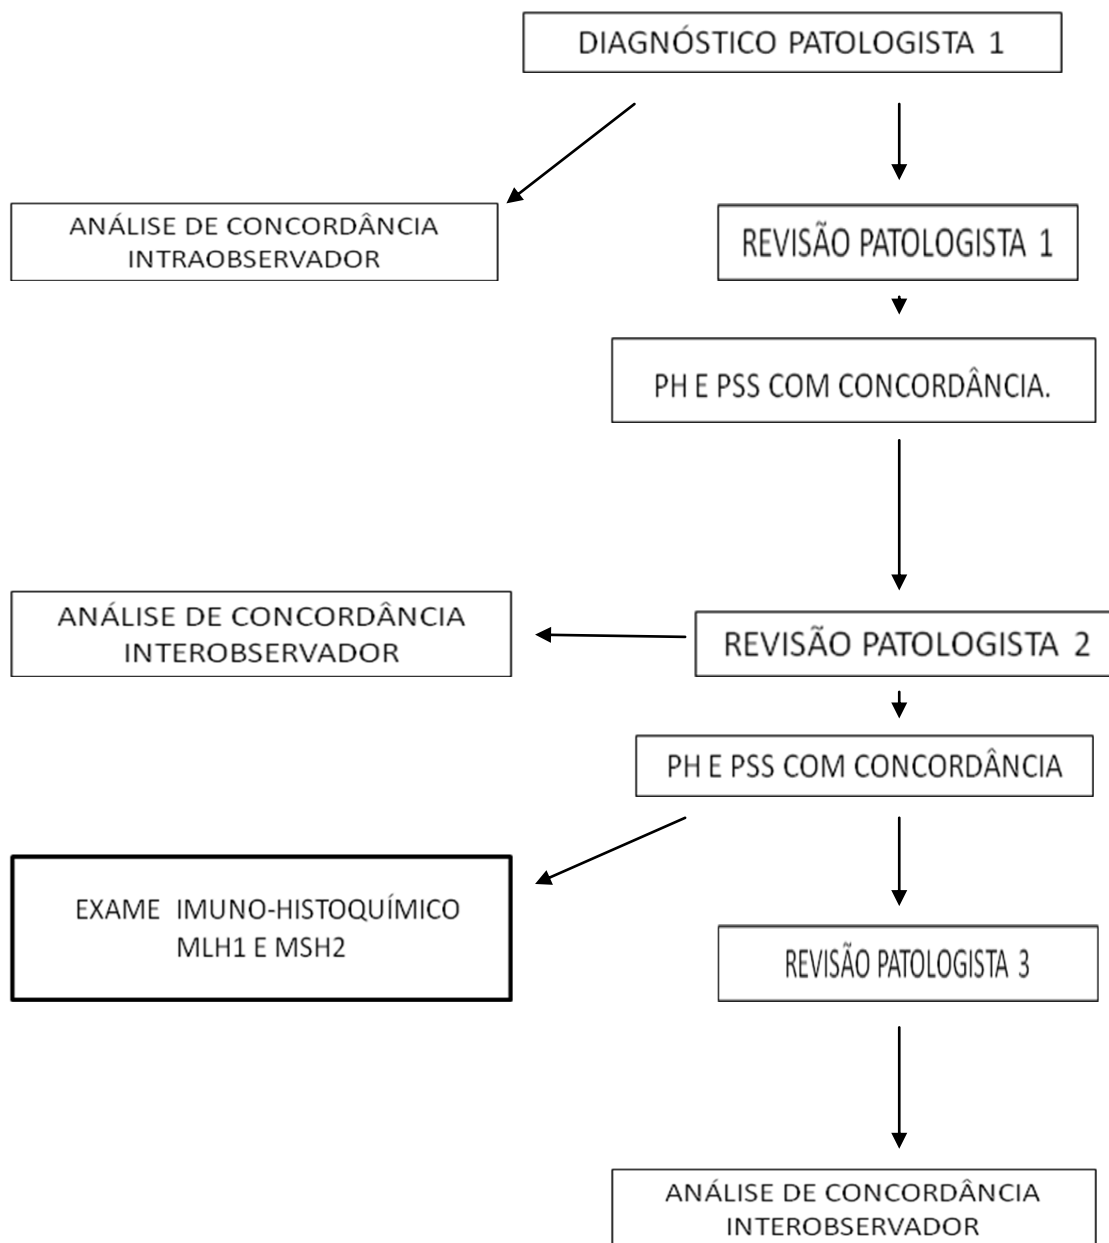 DIAGNÓSTICO PATOLOGISTA 1
ANÁLISE DE CONCORDÂNCIA
INTRAOBSERVADOR
REVISÃO PATOLOGISTA 1
PH E PSS COM CONCORDÂNCIA.
ANÁLISE DE CONCORDÂNCIA
INTEROBSERVADOR
REVISÃO PATOLOGISTA 2
PH E PSS COM CONCORDÂNCIA
EXAME IMUNO-HISTOQUÍMICO
MLH1 E MSH2
REVISÃO PATOLOGISTA 3
ANÁLISE DE CONCORDÂNCIA
INTEROBSERVADOR